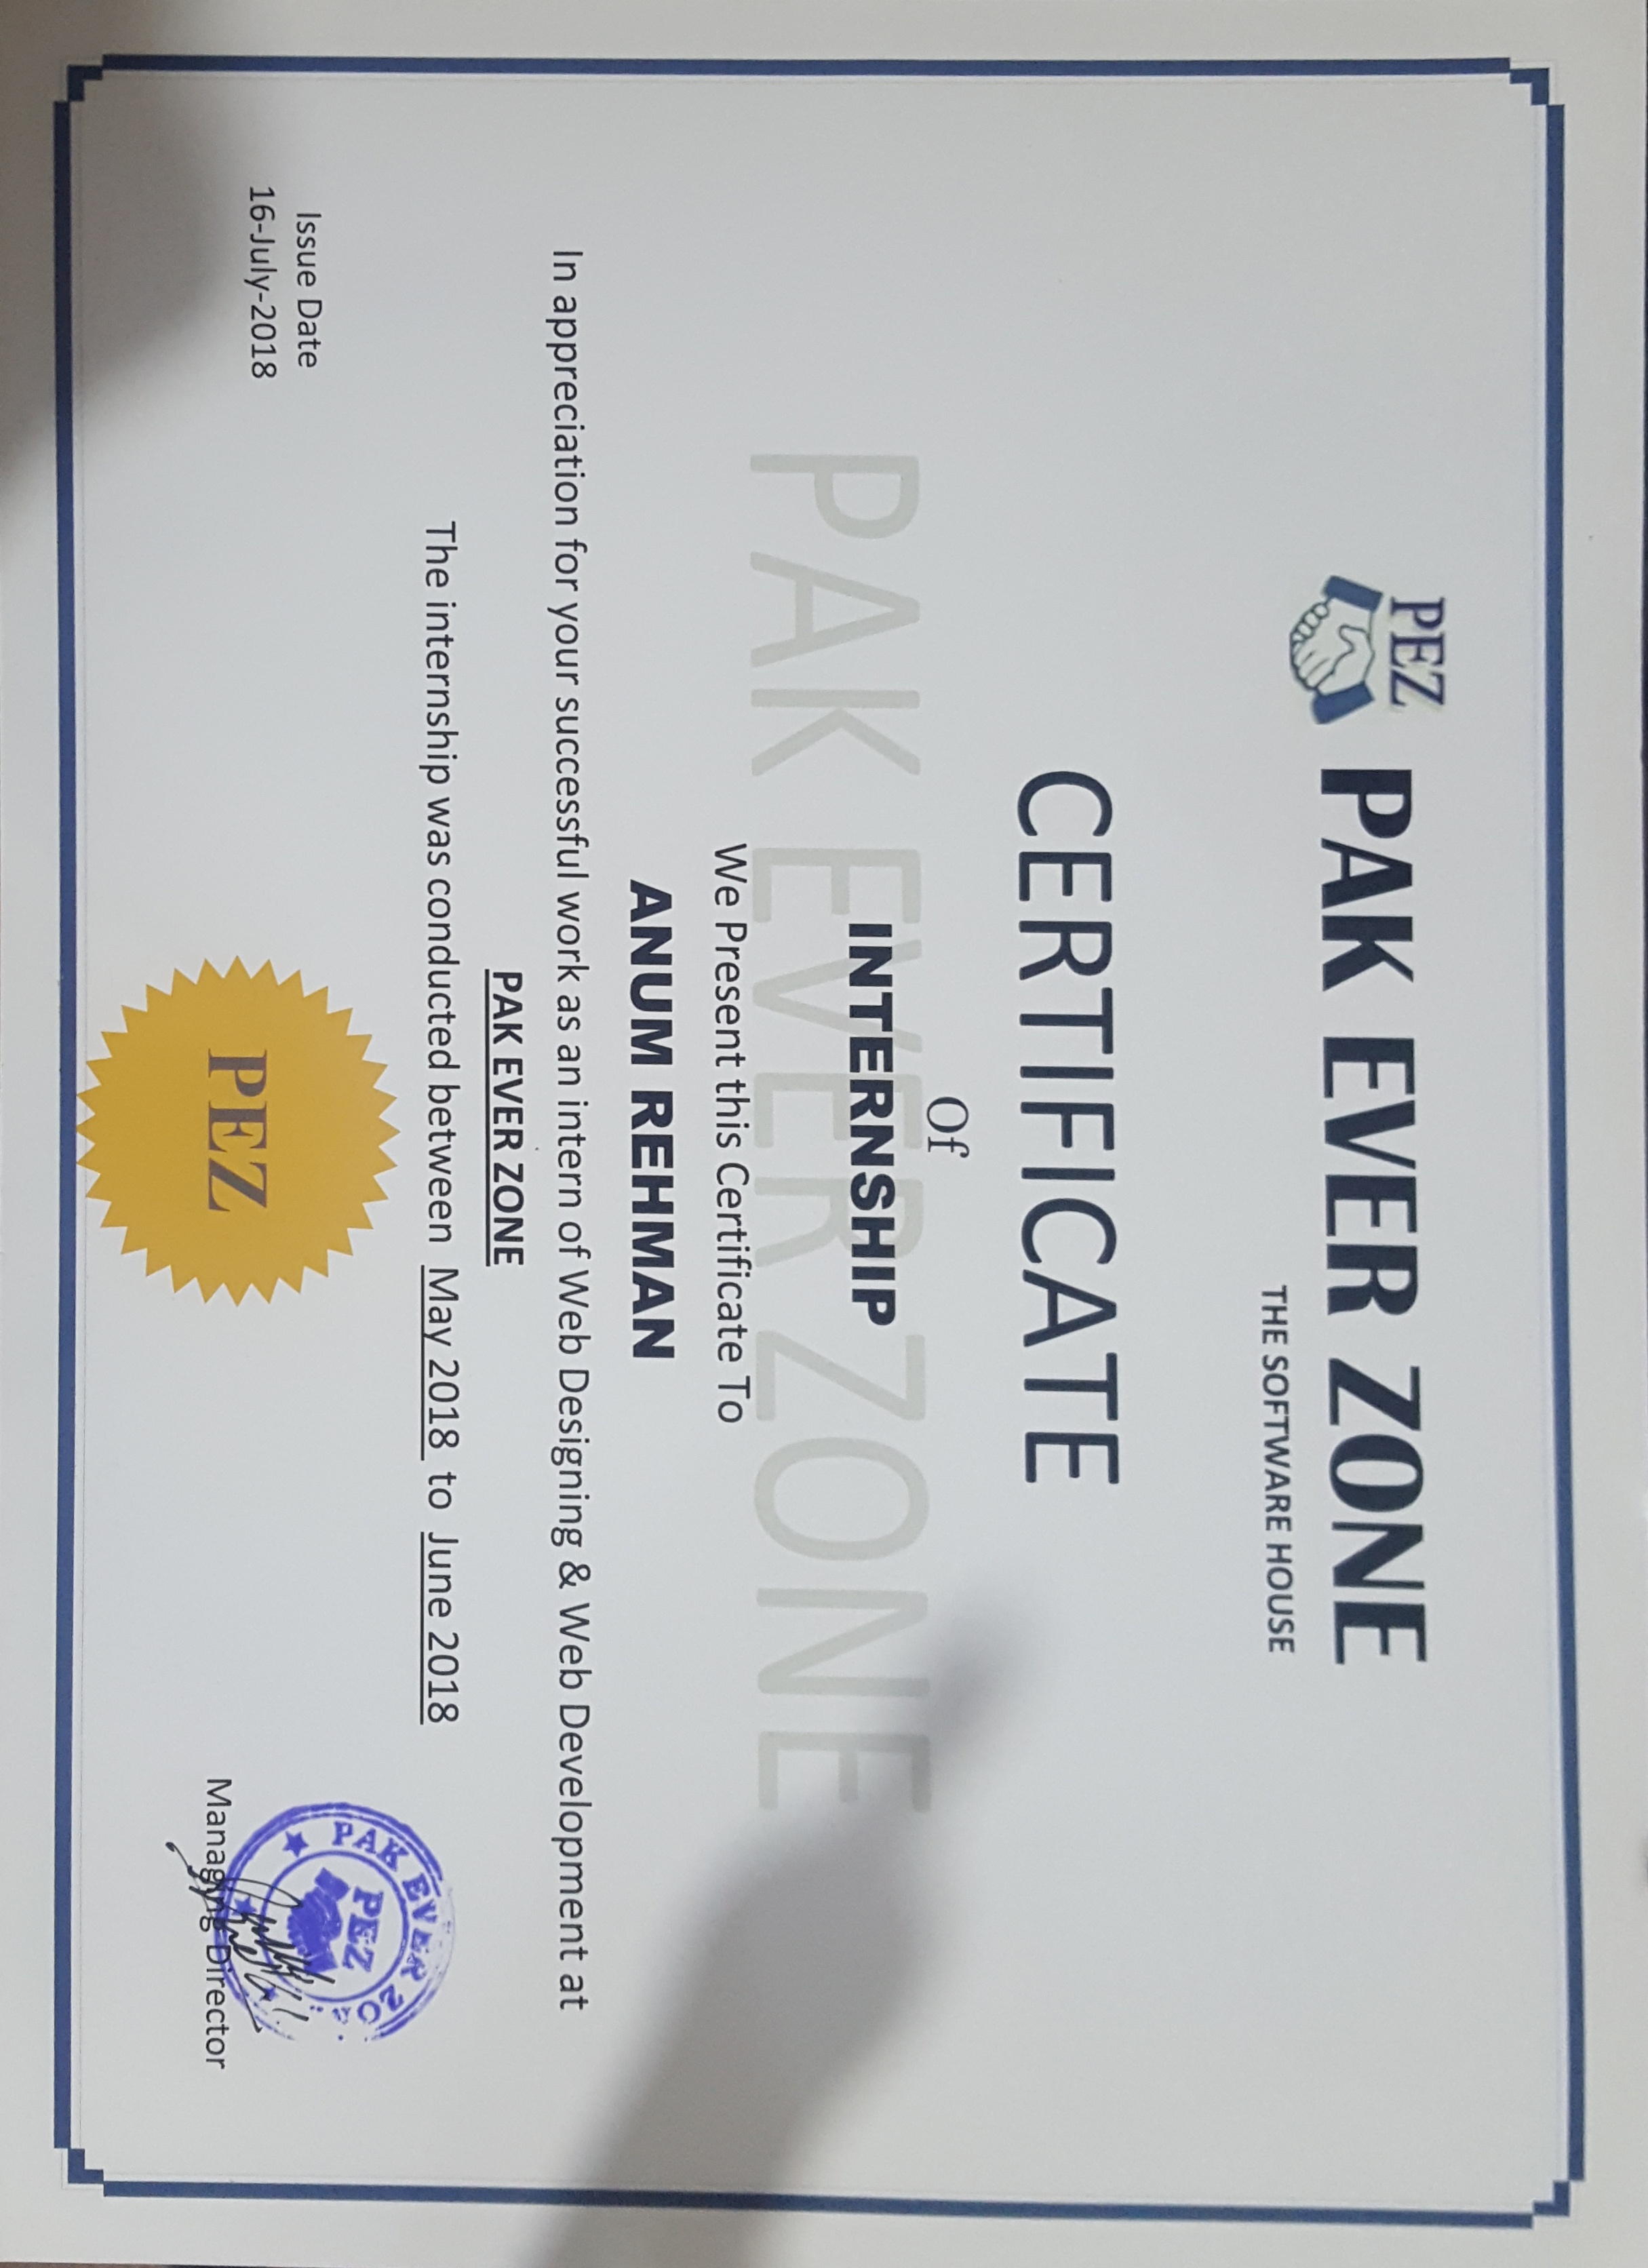 PEZ
PAK EVER ZONE
THE SOFTWARE HOUSE
CERTIFICATE
Of
INTERNSHIP
PAK EVER ZONE
We Present this Certificate To
ANUM REHMAN
In appreciation for your successful work as an intern of Web Designing & Web Development at
PAK EVER ZONE
The internship was conducted between May 2018 to June 2018
Issue Date
16-July-2018
PEZ
PAK EVER
PEZ
Managing Director